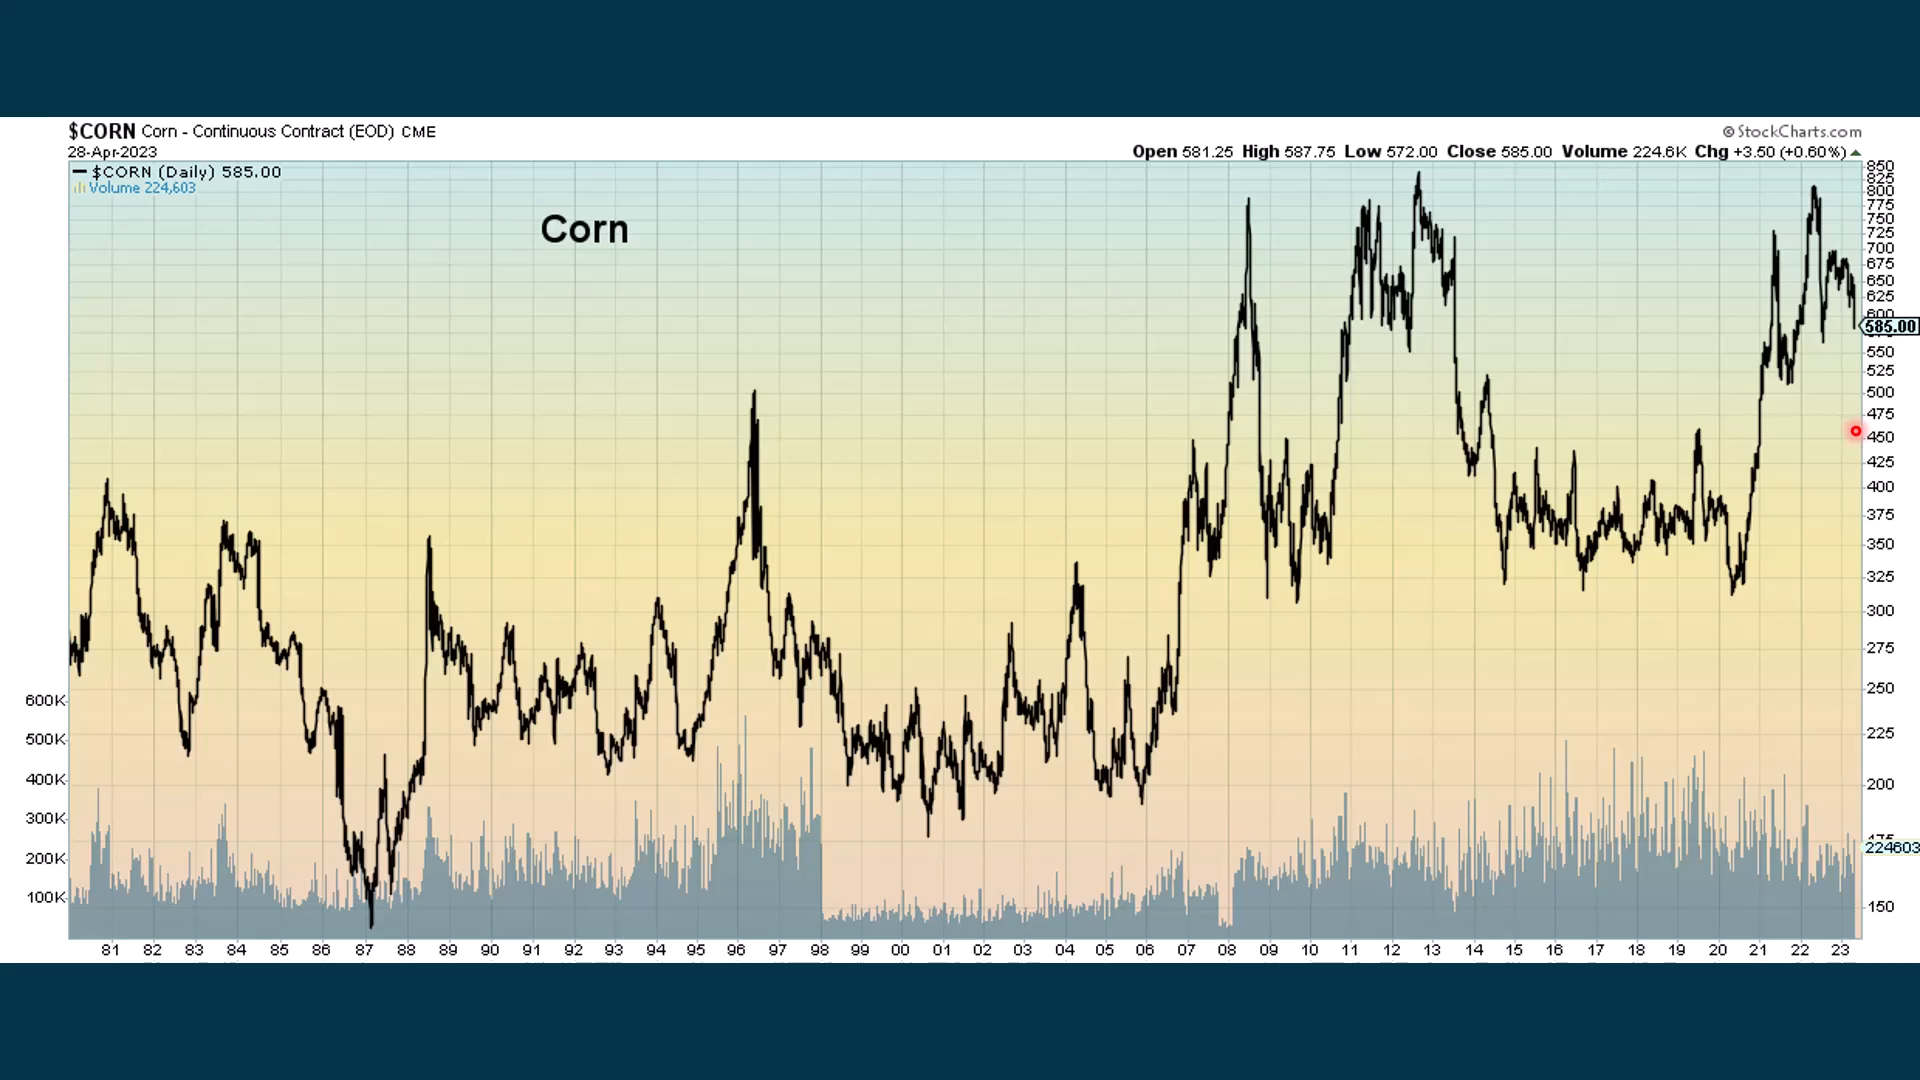 $CORN Corn - Continuous Contract (EOD) CME
© StockCharts.com
28-Apr-2023
Open 581.25 High 587.75 Low 572.00 Close 585.00 Volume 224.6K Chg +3.50 (+0.60%)
$CORN (Daily) 585.00
Volume 224,603
Corn
850
825
800
775
750
725
700
675
650
625
600
585.00
550
525
500
475
450
425
400
375
350
325
300
275
250
225
200
224603
150
600K
500K
400K
300K
200K
100K
81 82 83 84 85 86 87 88 89 90 91 92 93 94 95 96 97 98 99 00 01 02 03 04 05 06 07 08 09 10 11 12 13 14 15 16 17 18 19 20 21 22 23